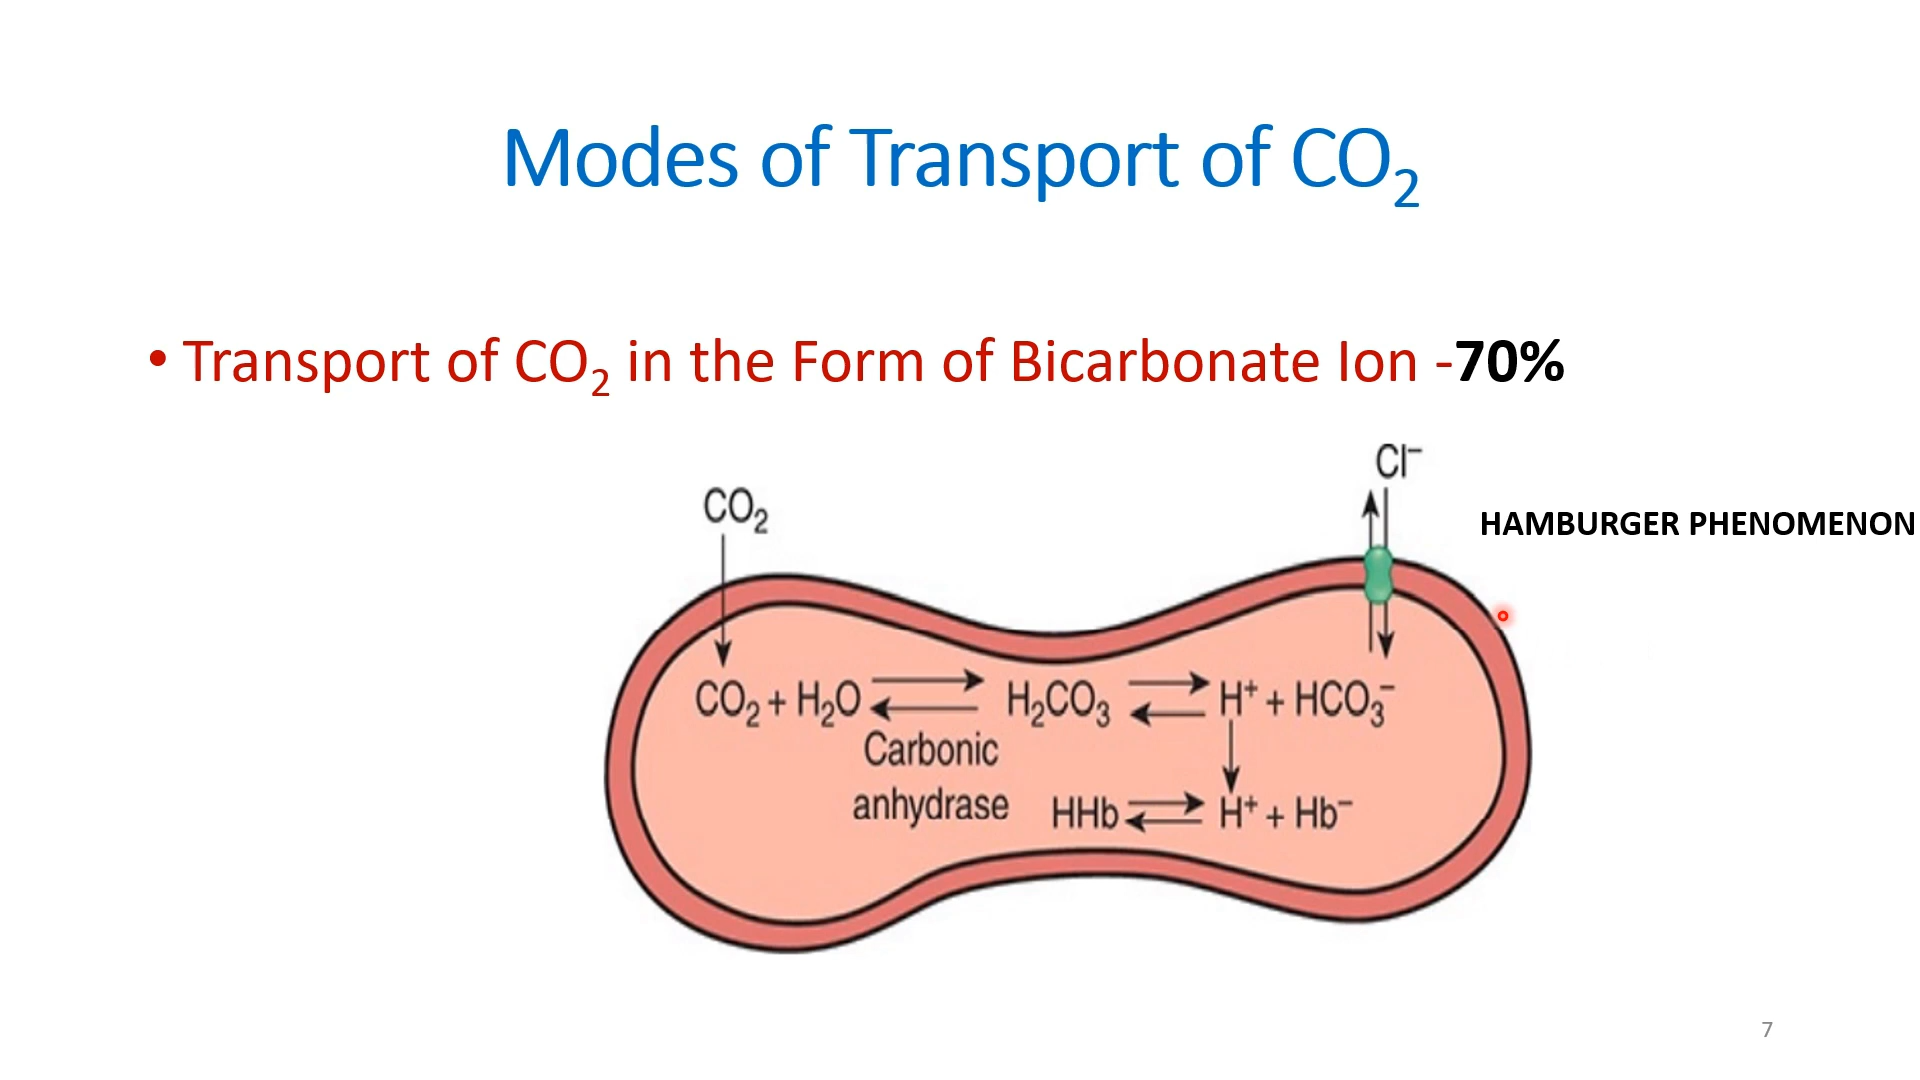 Modes of Transport of CO₂
• Transport of CO₂ in the Form of Bicarbonate Ion -70%
Cl⁻
CO₂
HAMBURGER PHENOMENON
CO₂ + H₂O ⇄ H₂CO₃ ⇄ H⁺ + HCO₃⁻
Carbonic
anhydrase
HHb ⇄ H⁺ + Hb⁻
7